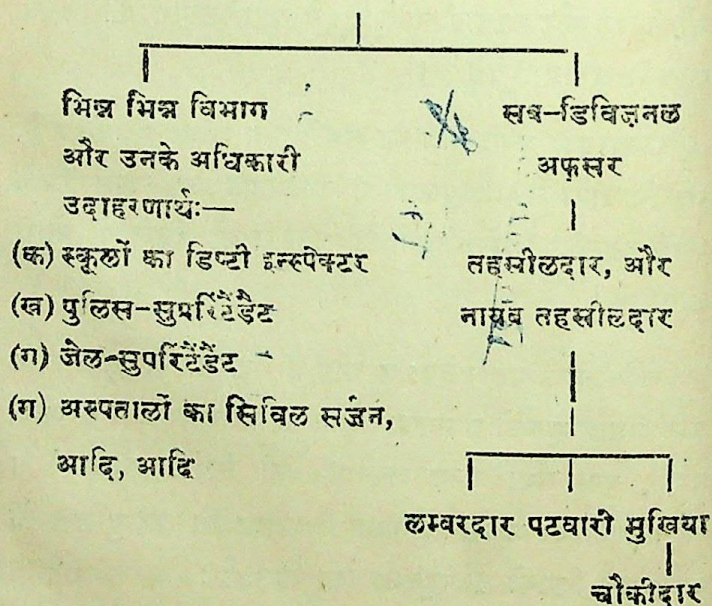 भिन्न भिन्न विभाग
और उनके अधिकारी
उदाहरणार्थः—
(क) स्कूलों का डिप्टी इन्स्पेक्टर
(ख) पुलिस-सुपरिंटेंडेंट
(ग) जेल-सुपरिंटेंडेंट
(ग) अस्पतालों का सिविल सर्जन,
आदि, आदि
सब-डिविज़नल
अफ़सर
तहसीलदार, और
नायब तहसीलदार
लम्बरदार पटवारी मुखिया
चौकीदार